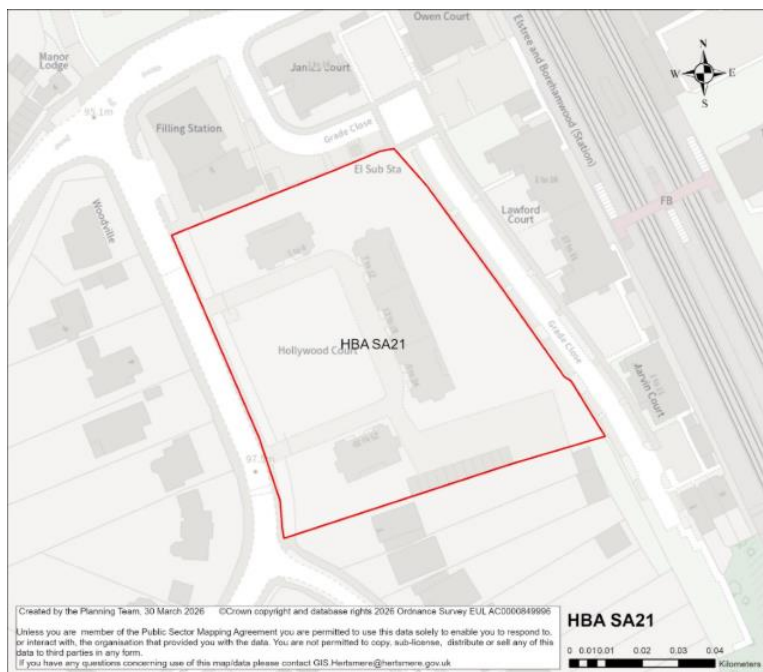 Owen Court
Elstree and Borehamwood (Station)
N
W E
S
Manor
Lodge
Filling Station
Grade Close
El Sub Sta
FB
Woodville
Lawford
Court
HBA SA21
Hollywood Court
Grade Close
Jarvin Court
Created by the Planning Team, 30 March 2026 ©Crown copyright and database rights 2026 Ordnance Survey EUL AC0000849996
Unless you are member of the Public Sector Mapping Agreement you are permitted to use this data solely to enable you to respond to,
or interact with, the organisation that provided you with the data. You are not permitted to copy, sub-license, distribute or sell any of this
data to third parties in any form.
If you have any questions concerning use of this map/data please contact GIS.Hertsmere@hertsmere.gov.uk
HBA SA21
0 0.010.01 0.02 0.03 0.04
Kilometers